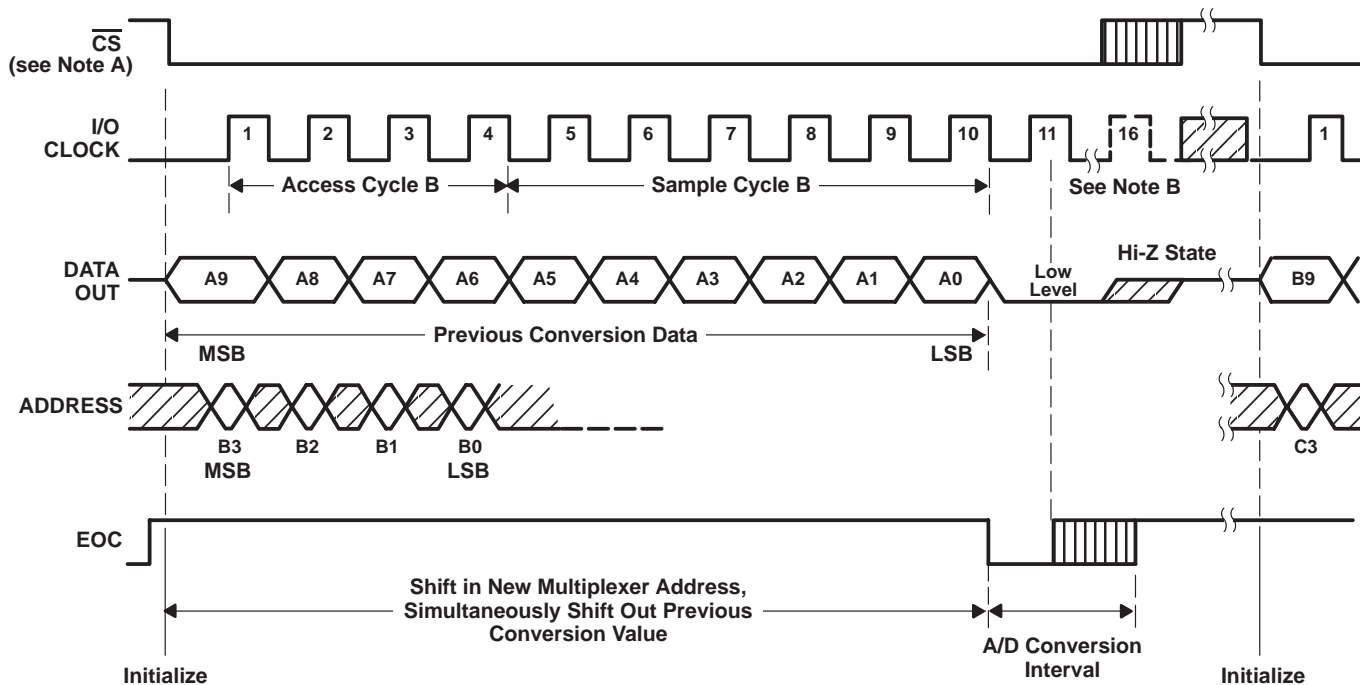 CS
(see Note A)
I/O
CLOCK
1 2 3 4 5 6 7 8 9 10 11 16 1
Access Cycle B
Sample Cycle B
See Note B
DATA
OUT
A9 A8 A7 A6 A5 A4 A3 A2 A1 A0
Low
Level
Hi-Z State
B9
Previous Conversion Data
MSB
LSB
ADDRESS
B3 B2 B1 B0 C3
MSB LSB
EOC
Shift in New Multiplexer Address,
Simultaneously Shift Out Previous
Conversion Value
A/D Conversion
Interval
Initialize
Initialize